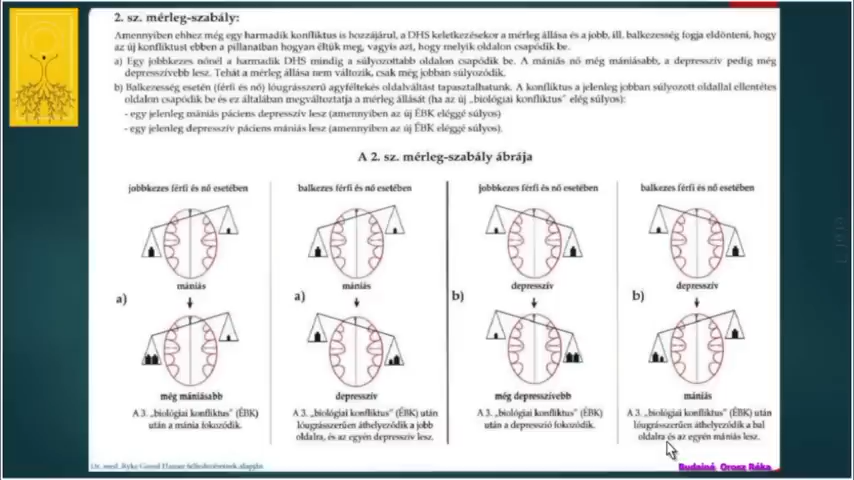 2. sz. mérleg-szabály:
Amennyiben ehhez még egy harmadik konfliktus is hozzájárul, a DHS keletkezésekor a mérleg állása és a jobb, ill. balkezesség fogja eldönteni, hogy
az új konfliktust ebben a pillanatban hogyan éltük meg, vagyis azt, hogy melyik oldalon csapódik be.
a) Egy jobbkezes nőnél a harmadik DHS mindig a súlyozottabb oldalon csapódik be. A mániás nő még mániásabb, a depresszív pedig még
depresszívebb lesz. Tehát a mérleg állása nem változik, csak még jobban súlyozódik.
b) Balkezesség esetén (férfi és nő) lóugrásszerű agyféltekés oldalváltást tapasztalhatunk. A konfliktus a jelenleg jobban súlyozott oldallal ellentétes
oldalon csapódik be és ez általában megváltoztatja a mérleg állását (ha az új „biológiai konfliktus" elég súlyos):
- egy jelenleg mániás páciens depresszív lesz (amennyiben az új ÉBK eléggé súlyos)
- egy jelenleg depresszív páciens mániás lesz (amennyiben az új ÉBK eléggé súlyos).
A 2. sz. mérleg-szabály ábrája
jobbkezes férfi és nő esetében
balkezes férfi és nő esetében
jobbkezes férfi és nő esetében
balkezes férfi és nő esetében
mániás
mániás
depresszív
depresszív
a)
a)
b)
b)
még mániásabb
depresszív
még depresszívebb
mániás
A 3. „biológiai konfliktus" (ÉBK)
után a mánia fokozódik.
A 3. „biológiai konfliktus" (ÉBK) után
lóugrásszerűen áthelyeződik a jobb
oldalra, és az egyén depresszív lesz.
A 3. „biológiai konfliktus" (ÉBK)
után a depresszió fokozódik.
A 3. „biológiai konfliktus" (ÉBK) után
lóugrásszerűen áthelyeződik a bal
oldalra és az egyén mániás lesz.
Dr. med. Ryke Geerd Hamer felfedezéseinek alapján
Budainé Orosz Réka